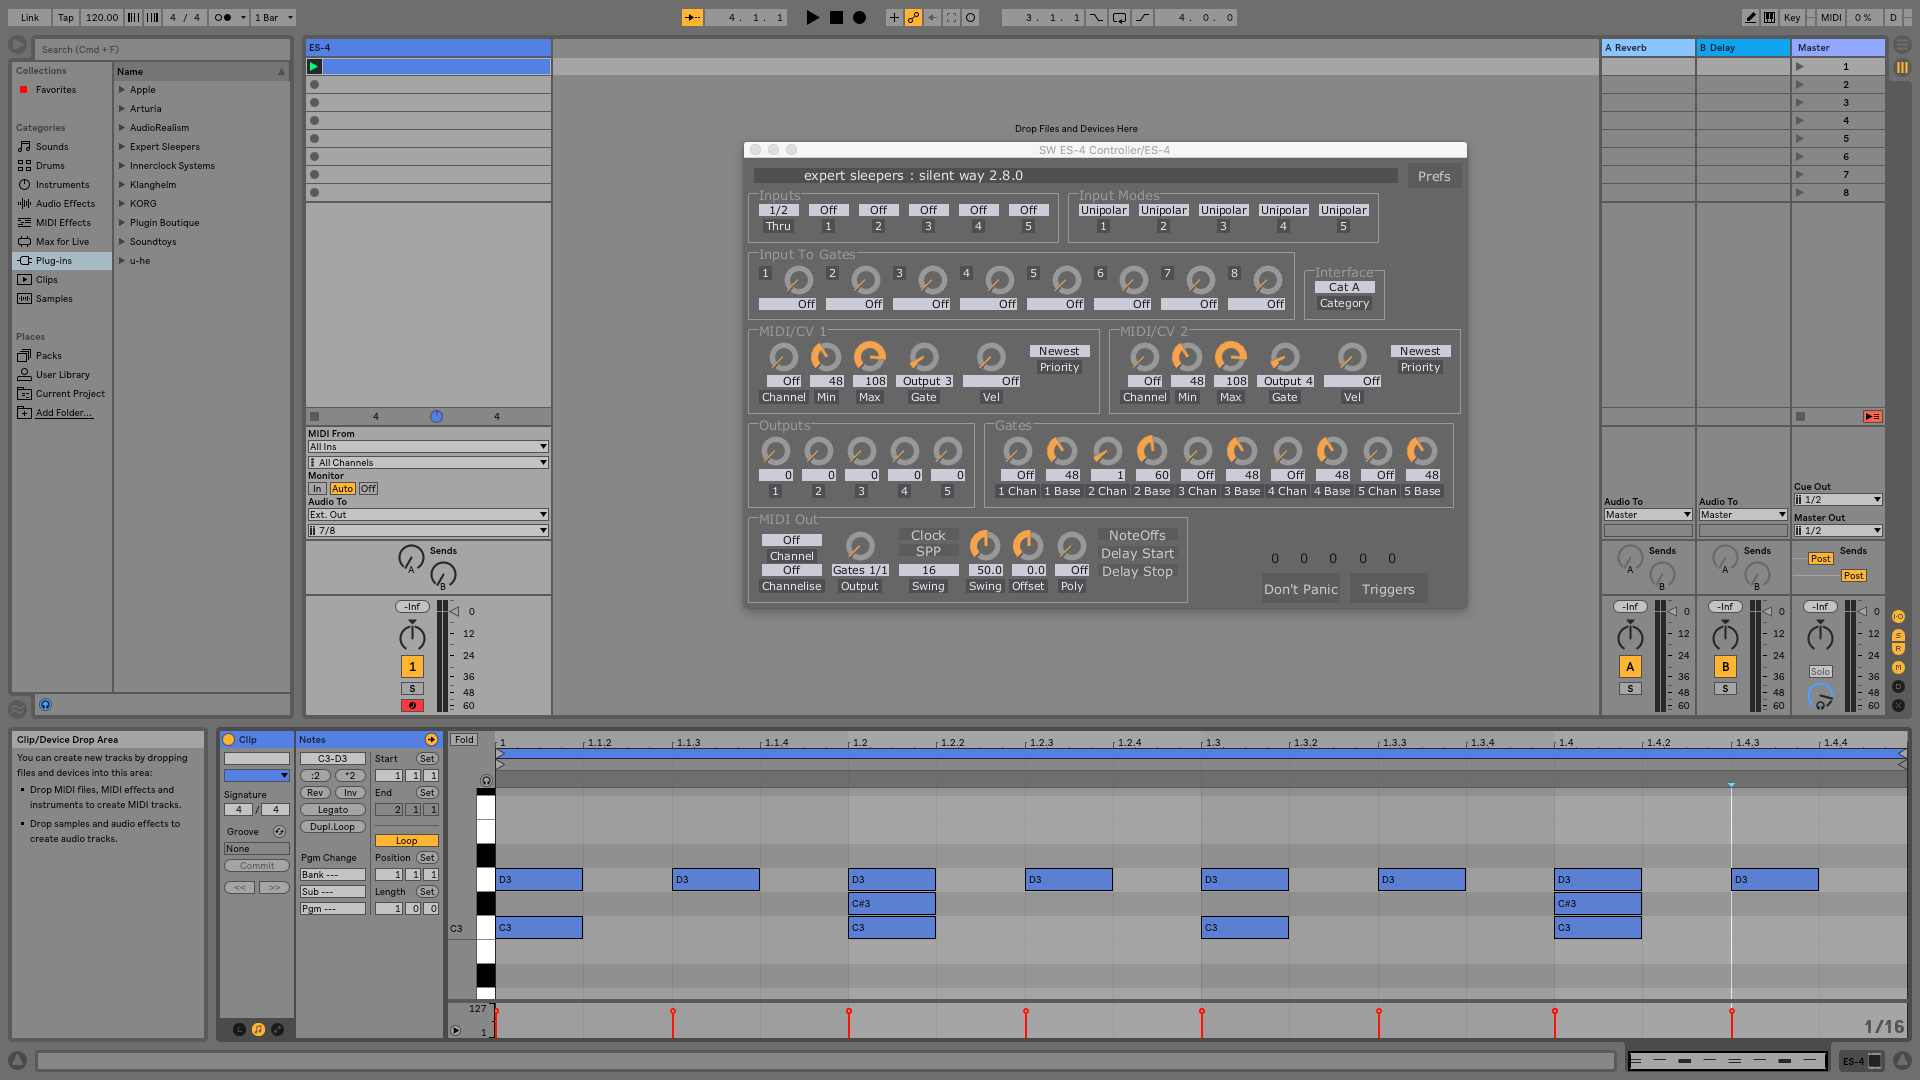 Link Tap 120.00 4 / 4 1 Bar 4. 1. 1 3. 1. 1 4. 0. 0 Key MIDI 0 % D
Search (Cmd + F)
Collections
Favorites
Categories
Sounds
Drums
Instruments
Audio Effects
MIDI Effects
Max for Live
Plug-ins
Clips
Samples
Places
Packs
User Library
Current Project
Add Folder...
Name
Apple
Arturia
AudioRealism
Expert Sleepers
Innerclock Systems
Klanghelm
KORG
Plugin Boutique
Soundtoys
u-he
ES-4
4 4
MIDI From
All Ins
All Channels
Monitor
In Auto Off
Audio To
Ext. Out
7/8
Sends
A B
-Inf 0
12
24
36
48
60
1
S
Drop Files and Devices Here
SW ES-4 Controller/ES-4
expert sleepers : silent way 2.8.0 Prefs
Inputs
1/2 Off Off Off Off Off
Thru 1 2 3 4 5
Input Modes
Unipolar Unipolar Unipolar Unipolar Unipolar
1 2 3 4 5
Input To Gates
1 2 3 4 5 6 7 8
Off Off Off Off Off Off Off Off
Interface
Cat A
Category
MIDI/CV 1
Newest
Priority
Off 48 108 Output 3 Off
Channel Min Max Gate Vel
MIDI/CV 2
Newest
Priority
Off 48 108 Output 4 Off
Channel Min Max Gate Vel
Outputs
0 0 0 0 0
1 2 3 4 5
Gates
Off 48 1 60 Off 48 Off 48 Off 48
1 Chan 1 Base 2 Chan 2 Base 3 Chan 3 Base 4 Chan 4 Base 5 Chan 5 Base
MIDI Out
Off
Channel
Off
Channelise
Gates 1/1
Output
Clock
SPP
16
Swing
50.0 0.0 Off
Swing Offset Poly
NoteOffs
Delay Start
Delay Stop
0 0 0 0 0
Don't Panic Triggers
A Reverb B Delay Master
1
2
3
4
5
6
7
8
Audio To
Master
Audio To
Master
Cue Out
1/2
Master Out
1/2
Sends
A B
Sends
A B
Sends
Post
Post
-Inf 0
12
24
36
48
60
A
S
-Inf 0
12
24
36
48
60
B
S
-Inf 0
12
24
36
48
60
Solo
I·O
S
R
M
D
X
Clip/Device Drop Area
You can create new tracks by dropping
files and devices into this area:
Drop MIDI files, MIDI effects and
instruments to create MIDI tracks.
Drop samples and audio effects to
create audio tracks.
Clip
Signature
4 / 4
Groove
None
Commit
<< >>
L
Notes
C3-D3
:2 *2
Rev Inv
Legato
Dupl.Loop
Pgm Change
Bank ---
Sub ---
Pgm ---
Start Set
1 1 1
End Set
2 1 1
Loop
Position Set
1 1 1
Length Set
1 0 0
Fold
1 1.1.2 1.1.3 1.1.4 1.2 1.2.2 1.2.3 1.2.4 1.3 1.3.2 1.3.3 1.3.4 1.4 1.4.2 1.4.3 1.4.4
D3 D3 D3 D3 D3 D3 D3 D3
C#3 C#3
C3 C3 C3 C3 C3
127
1
1/16
ES-4